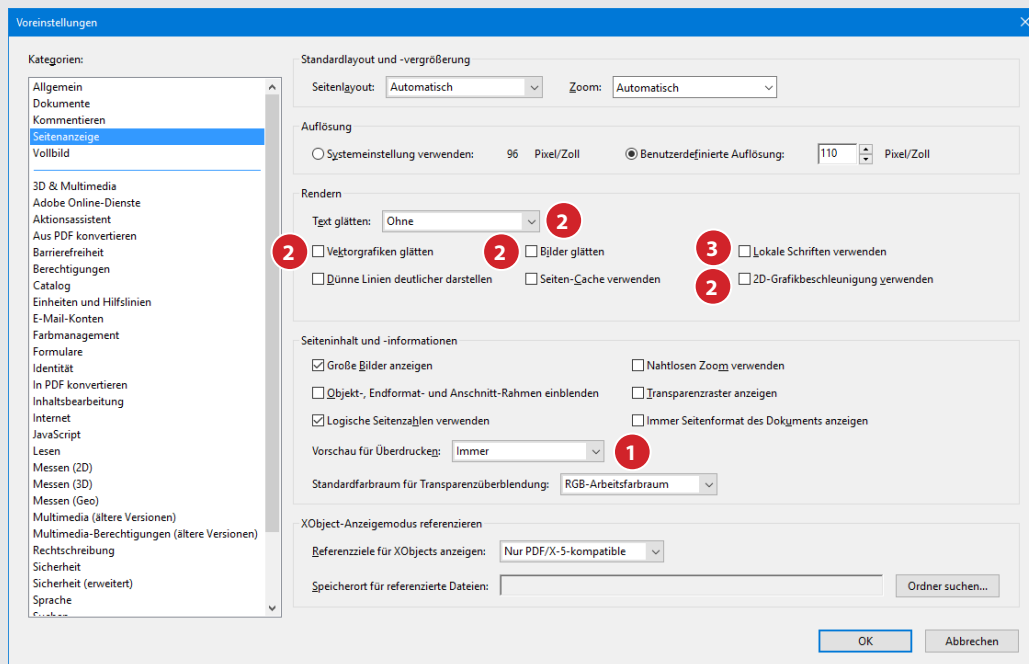 Voreinstellungen
Kategorien:
Allgemein
Dokumente
Kommentieren
Seitenanzeige
Vollbild
3D & Multimedia
Adobe Online-Dienste
Aktionsassistent
Aus PDF konvertieren
Barrierefreiheit
Berechtigungen
Catalog
Einheiten und Hilfslinien
E-Mail-Konten
Farbmanagement
Formulare
Identität
In PDF konvertieren
Inhaltsbearbeitung
Internet
JavaScript
Lesen
Messen (2D)
Messen (3D)
Messen (Geo)
Multimedia (ältere Versionen)
Multimedia-Berechtigungen (ältere Versionen)
Rechtschreibung
Sicherheit
Sicherheit (erweitert)
Sprache
Standardlayout und -vergrößerung
Seitenlayout: Automatisch Zoom: Automatisch
Auflösung
Systemeinstellung verwenden: 96 Pixel/Zoll Benutzerdefinierte Auflösung: 110 Pixel/Zoll
Rendern
Text glätten: Ohne 2
2 Vektorgrafiken glätten 2 Bilder glätten 3 Lokale Schriften verwenden
Dünne Linien deutlicher darstellen Seiten-Cache verwenden 2 2D-Grafikbeschleunigung verwenden
Seiteninhalt und -informationen
Große Bilder anzeigen Nahtlosen Zoom verwenden
Objekt-, Endformat- und Anschnitt-Rahmen einblenden Transparenzraster anzeigen
Logische Seitenzahlen verwenden Immer Seitenformat des Dokuments anzeigen
Vorschau für Überdrucken: Immer 1
Standardfarbraum für Transparenzüberblendung: RGB-Arbeitsfarbraum
XObject-Anzeigemodus referenzieren
Referenzziele für XObjects anzeigen: Nur PDF/X-5-kompatible
Speicherort für referenzierte Dateien: Ordner suchen...
OK Abbrechen